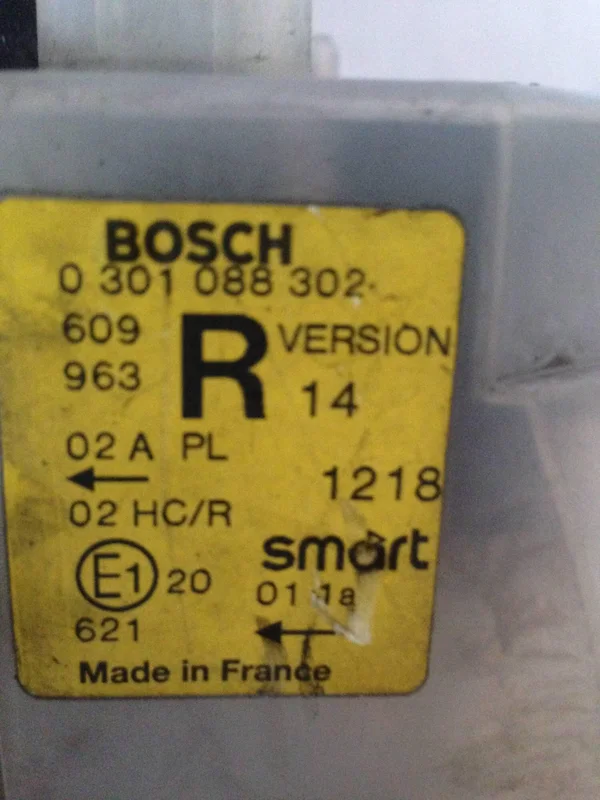 BOSCH
0 301 088 302
609
963
R
VERSION
14
02 A PL
1218
02 HC/R
smart
E1 20
01 1a
621
Made in France